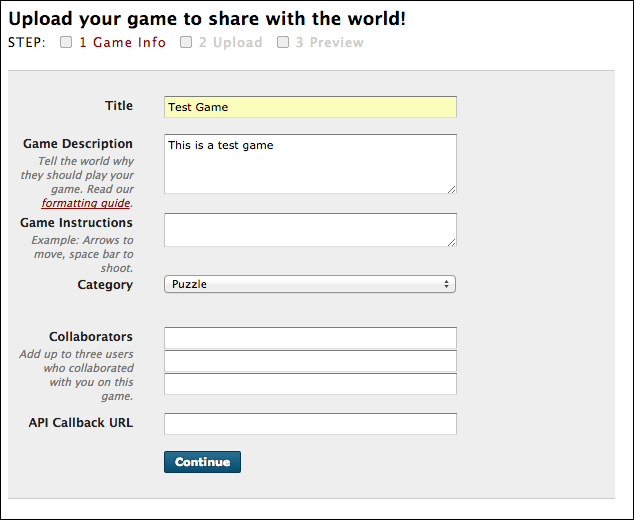 Upload your game to share with the world!
STEP: 1 Game Info 2 Upload 3 Preview
Title
Test Game
Game Description
This is a test game
Tell the world why
they should play your
game. Read our
formatting guide.
Game Instructions
Example: Arrows to
move, space bar to
shoot.
Category
Puzzle
Collaborators
Add up to three users
who collaborated
with you on this
game.
API Callback URL
Continue